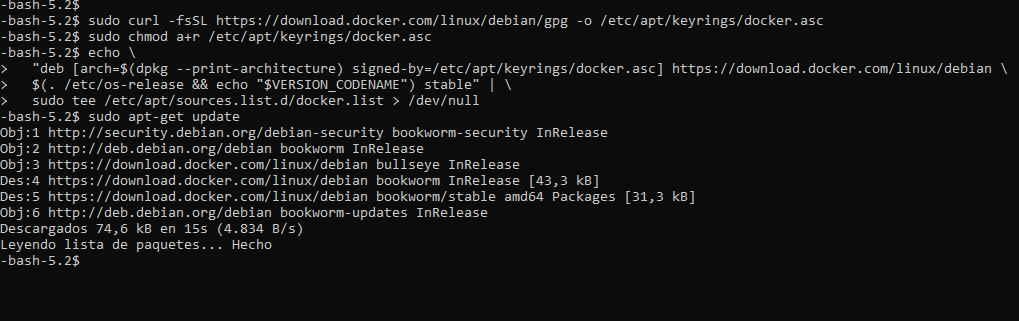 -bash-5.2$
-bash-5.2$ sudo curl -fsSL https://download.docker.com/linux/debian/gpg -o /etc/apt/keyrings/docker.asc
-bash-5.2$ sudo chmod a+r /etc/apt/keyrings/docker.asc
-bash-5.2$ echo \
>   "deb [arch=$(dpkg --print-architecture) signed-by=/etc/apt/keyrings/docker.asc] https://download.docker.com/linux/debian \
>   $(. /etc/os-release && echo "$VERSION_CODENAME") stable" | \
>   sudo tee /etc/apt/sources.list.d/docker.list > /dev/null
-bash-5.2$ sudo apt-get update
Obj:1 http://security.debian.org/debian-security bookworm-security InRelease
Obj:2 http://deb.debian.org/debian bookworm InRelease
Obj:3 https://download.docker.com/linux/debian bullseye InRelease
Des:4 https://download.docker.com/linux/debian bookworm InRelease [43,3 kB]
Des:5 https://download.docker.com/linux/debian bookworm/stable amd64 Packages [31,3 kB]
Obj:6 http://deb.debian.org/debian bookworm-updates InRelease
Descargados 74,6 kB en 15s (4.834 B/s)
Leyendo lista de paquetes... Hecho
-bash-5.2$